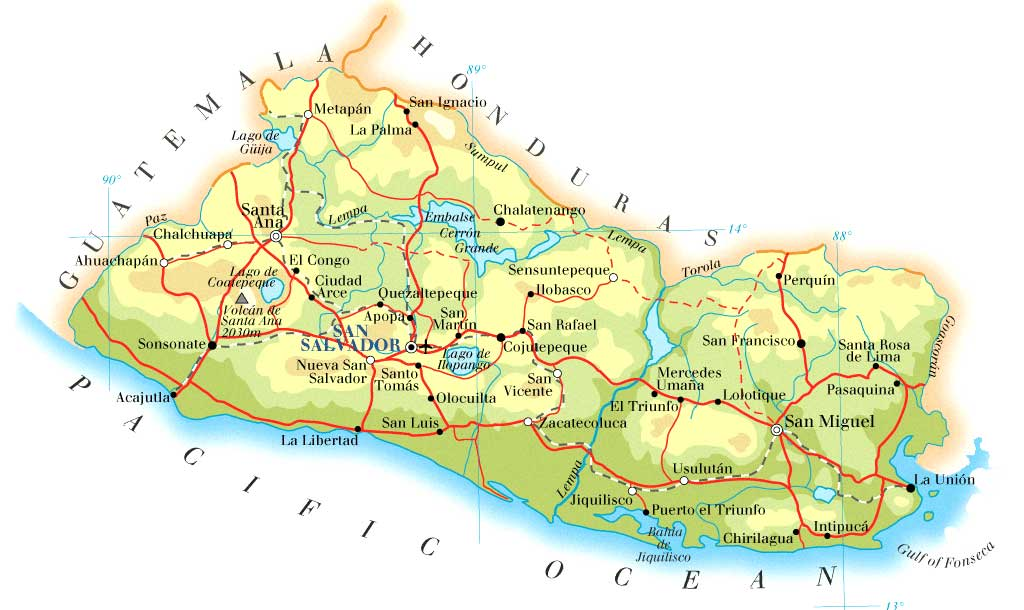 GUATEMALA
HONDURAS
89°
Metapán
San Ignacio
La Palma
Lago de
Güija
Sumpul
90°
Paz
Santa
Ana
Lempa
Embalse
Cerrón
Grande
Chalatenango
14°
88°
Chalchuapa
Ahuachapán
Lempa
Torola
El Congo
Lago de
Coatepeque
Ciudad
Arce
Sensuntepeque
Perquín
Quezaltepeque
Ilobasco
Volcán de
Santa Ana
2030m
Apopa
San
Martín
San Rafael
Goascorán
SAN
SALVADOR
Sonsonate
Cojutepeque
San Francisco
Santa Rosa
de Lima
Lago de
Ilopango
Nueva San
Salvador
Santo
Tomás
San
Vicente
Mercedes
Umaña
Pasaquina
Acajutla
Olocuilta
El Triunfo
Lolotique
La Libertad
San Luis
Zacatecoluca
San Miguel
Usulután
Lempa
La Unión
Jiquilisco
Puerto el Triunfo
Bahía
de
Jiquilisco
Chirilagua
Intipucá
Gulf of Fonseca
PACIFIC
OCEAN
13°